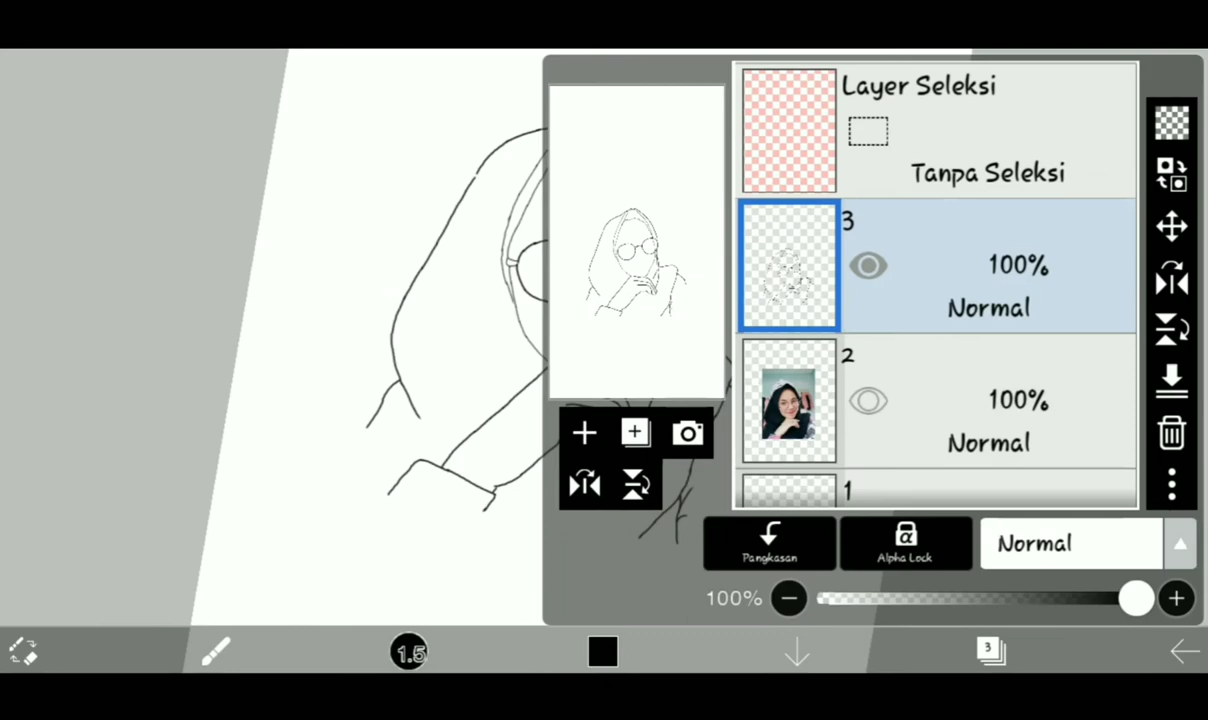 Layer Seleksi
Tanpa Seleksi
3
100%
Normal
2
100%
Normal
1
Pangkasan
α
Alpha Lock
Normal
100%
1.5
3